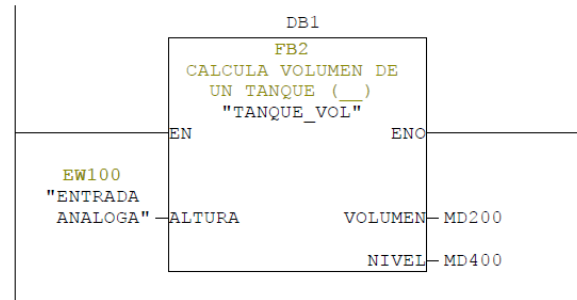 DB1
FB2
CALCULA VOLUMEN DE
UN TANQUE (__)
"TANQUE_VOL"
EN ENO
EW100
"ENTRADA
ANALOGA" ALTURA VOLUMEN MD200
NIVEL MD400